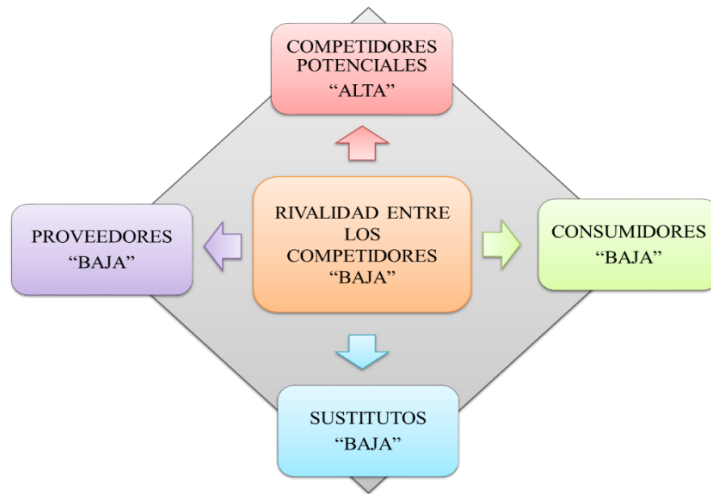 COMPETIDORES
POTENCIALES
“ALTA”
PROVEEDORES
“BAJA”
RIVALIDAD ENTRE
LOS
COMPETIDORES
“BAJA”
CONSUMIDORES
“BAJA”
SUSTITUTOS
“BAJA”